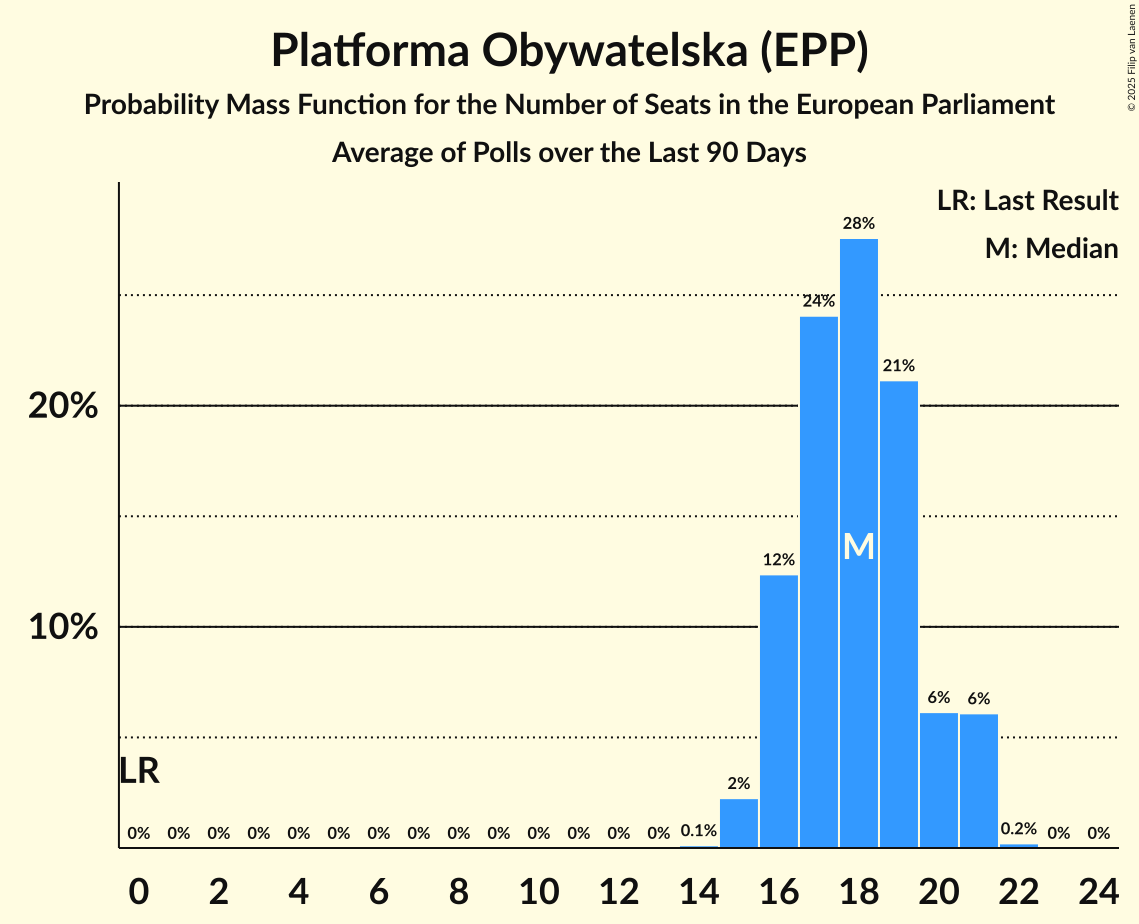 Platforma Obywatelska (EPP)
Probability Mass Function for the Number of Seats in the European Parliament
Average of Polls over the Last 90 Days
© 2025 Filip van Laenen
LR: Last Result
M: Median
28%
24%
21%
20%
12%
M
10%
6% 6%
LR
2%
0% 0% 0% 0% 0% 0% 0% 0% 0% 0% 0% 0% 0% 0% 0.1% 0.2% 0% 0%
0 2 4 6 8 10 12 14 16 18 20 22 24